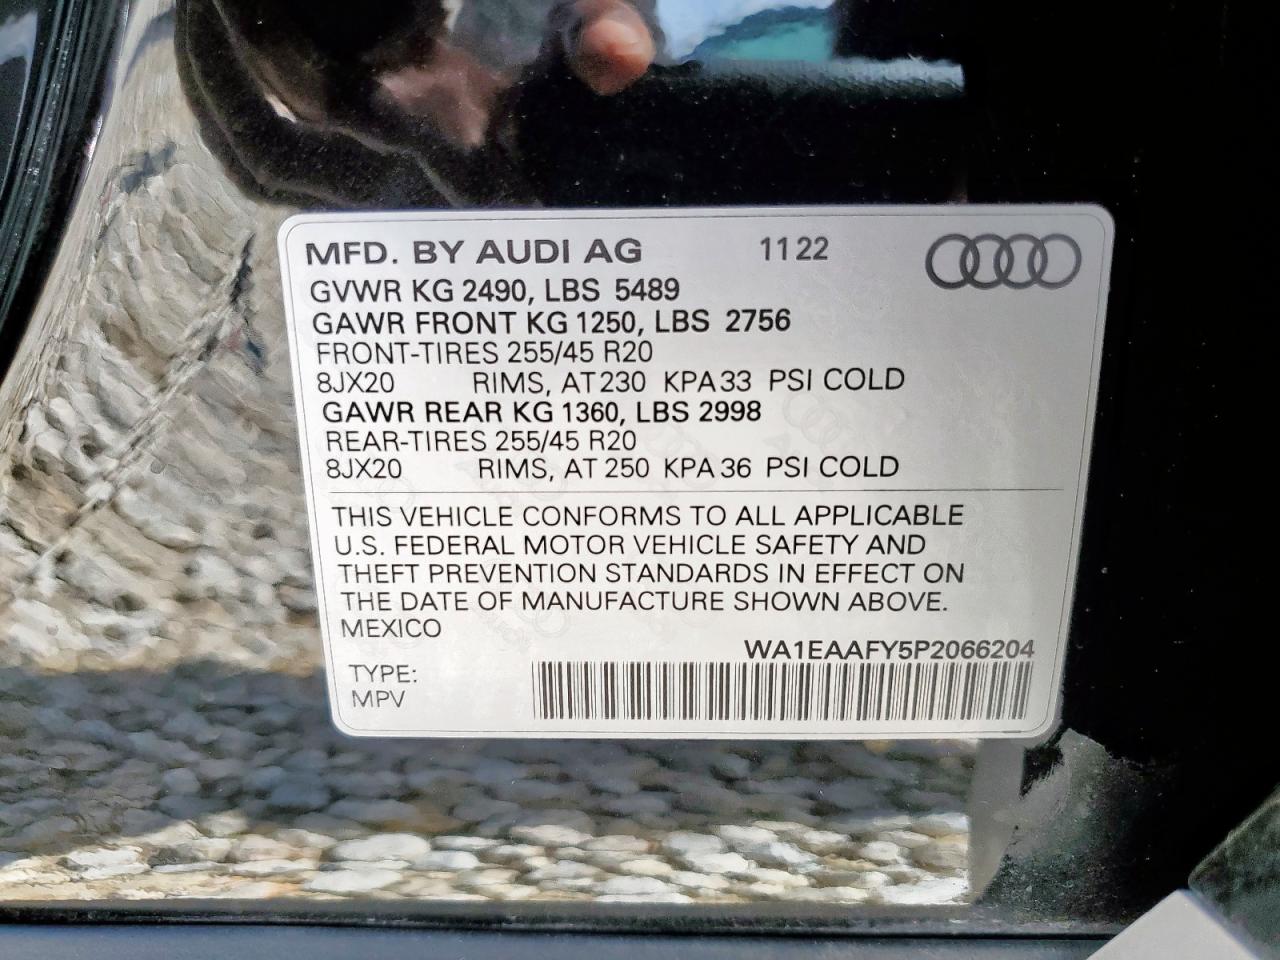 MFD. BY AUDI AG 1122
GVWR KG 2490, LBS 5489
GAWR FRONT KG 1250, LBS 2756
FRONT-TIRES 255/45 R20
8JX20 RIMS, AT 230 KPA 33 PSI COLD
GAWR REAR KG 1360, LBS 2998
REAR-TIRES 255/45 R20
8JX20 RIMS, AT 250 KPA 36 PSI COLD
THIS VEHICLE CONFORMS TO ALL APPLICABLE
U.S. FEDERAL MOTOR VEHICLE SAFETY AND
THEFT PREVENTION STANDARDS IN EFFECT ON
THE DATE OF MANUFACTURE SHOWN ABOVE.
MEXICO
WA1EAAFY5P2066204
TYPE:
MPV